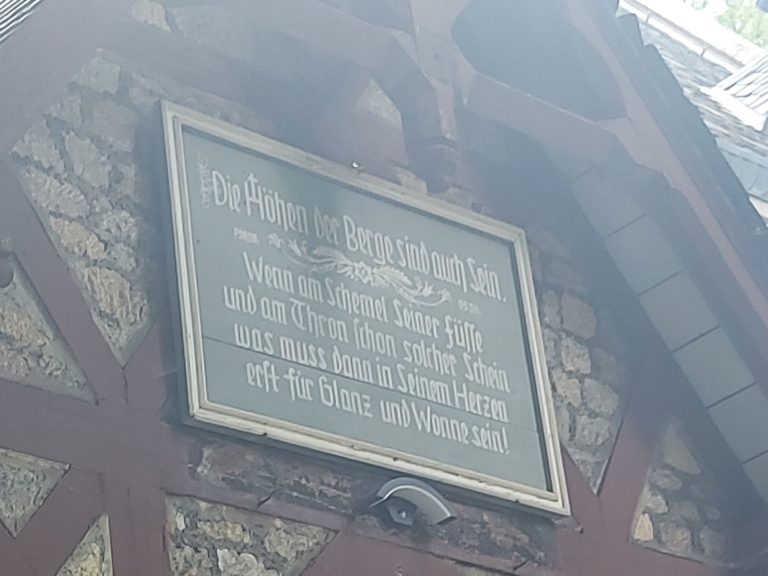 Die Höhen der Berge sind auch Sein.
Wenn am Schemel Seiner Füsse
und am Thron schon solcher Schein
was muss dann in Seinem Herzen
erst für Glanz und Wonne sein!